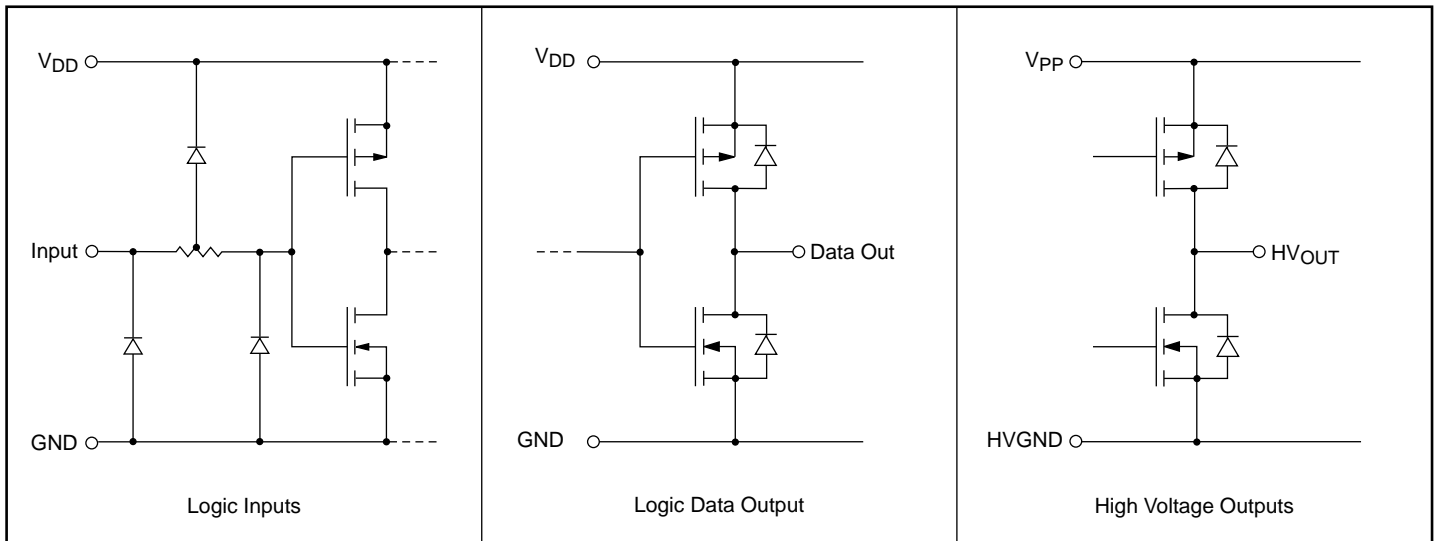 VDD
Input
GND
Logic Inputs
VDD
Data Out
GND
Logic Data Output
VPP
HVOUT
HVGND
High Voltage Outputs